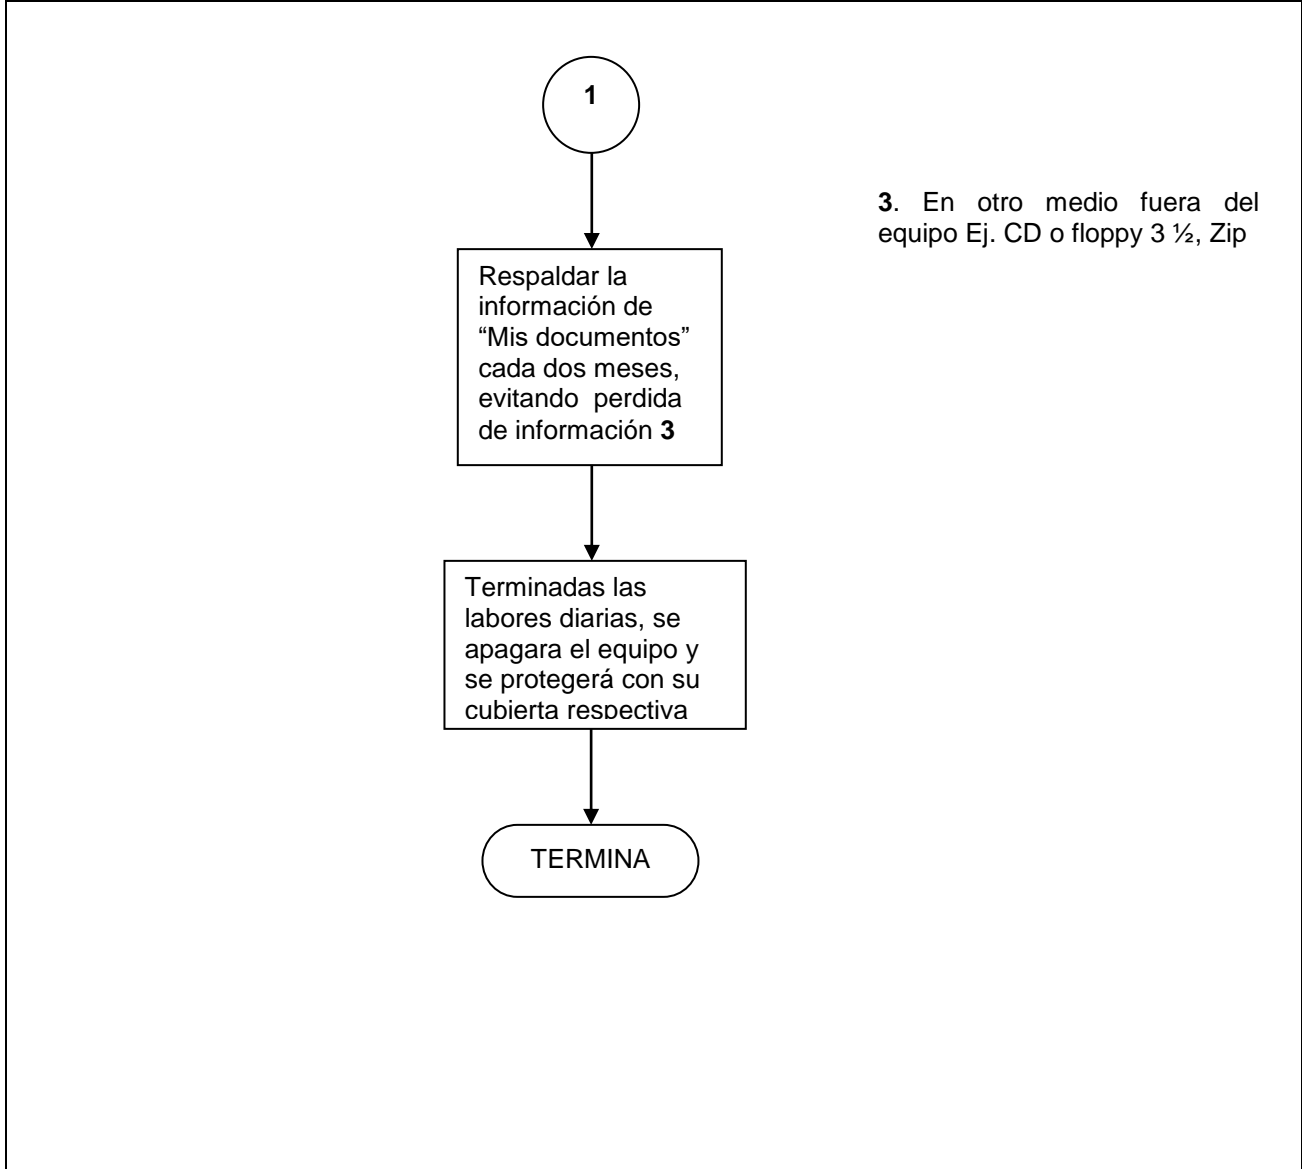 1
3. En otro medio fuera del
equipo Ej. CD o floppy 3 ½, Zip
Respaldar la
información de
“Mis documentos”
cada dos meses,
evitando perdida
de información 3
Terminadas las
labores diarias, se
apagara el equipo y
se protegerá con su
cubierta respectiva
TERMINA